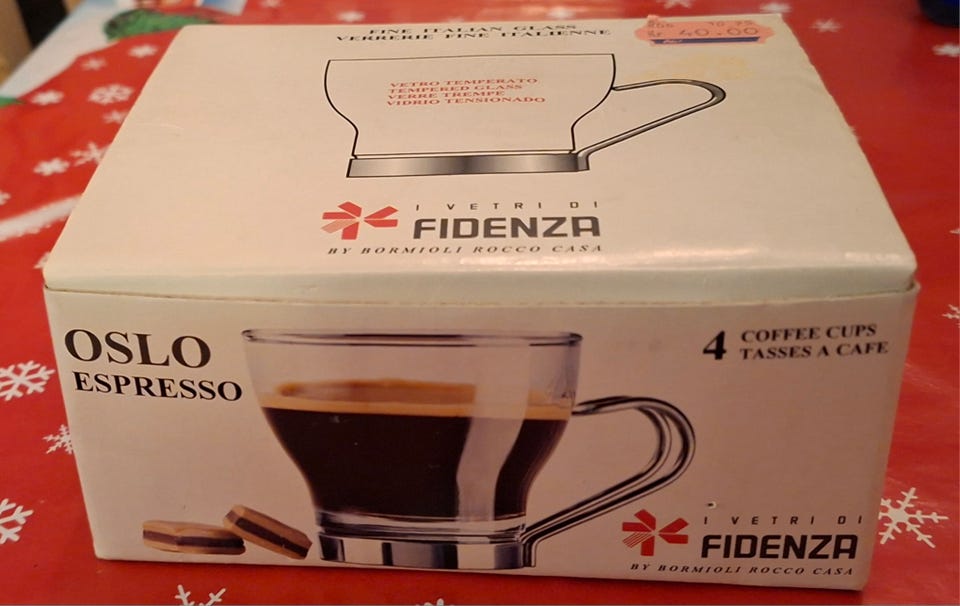 FINE ITALIAN GLASS
VERRERIE FINE ITALIENNE
40.00
VETRO TEMPERATO
TEMPERED GLASS
VERRE TREMPE
VIDRIO TENSIONADO
I VETRI DI
FIDENZA
BY BORMIOLI ROCCO CASA
OSLO
ESPRESSO
4 COFFEE CUPS
TASSES A CAFE
I VETRI DI
FIDENZA
BY BORMIOLI ROCCO CASA